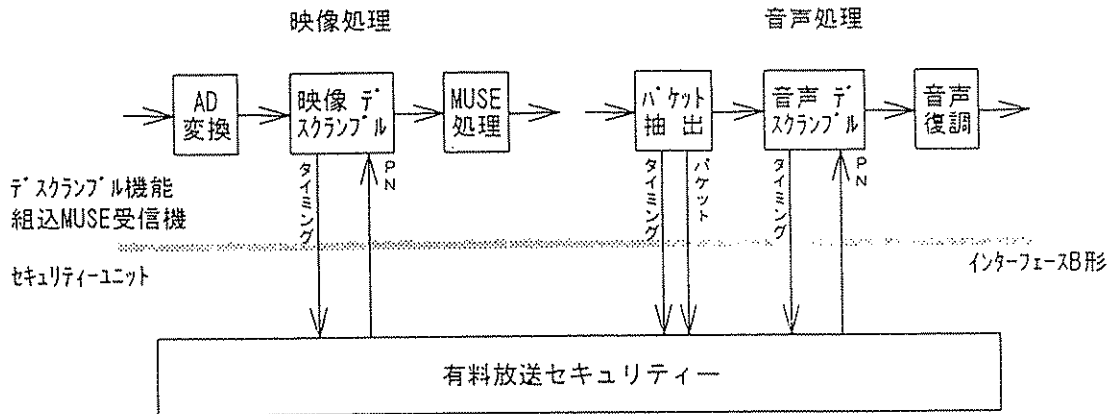 映像処理
音声処理
AD
変換
映像 デ
スクランブル
MUSE
処理
パケット
抽 出
音声 デ
スクランブル
音声
復調
タイミング
PN
タイミング
パケット
タイミング
PN
デスクランブル機能
組込MUSE受信機
セキュリティーユニット
インターフェースB形
有料放送セキュリティー